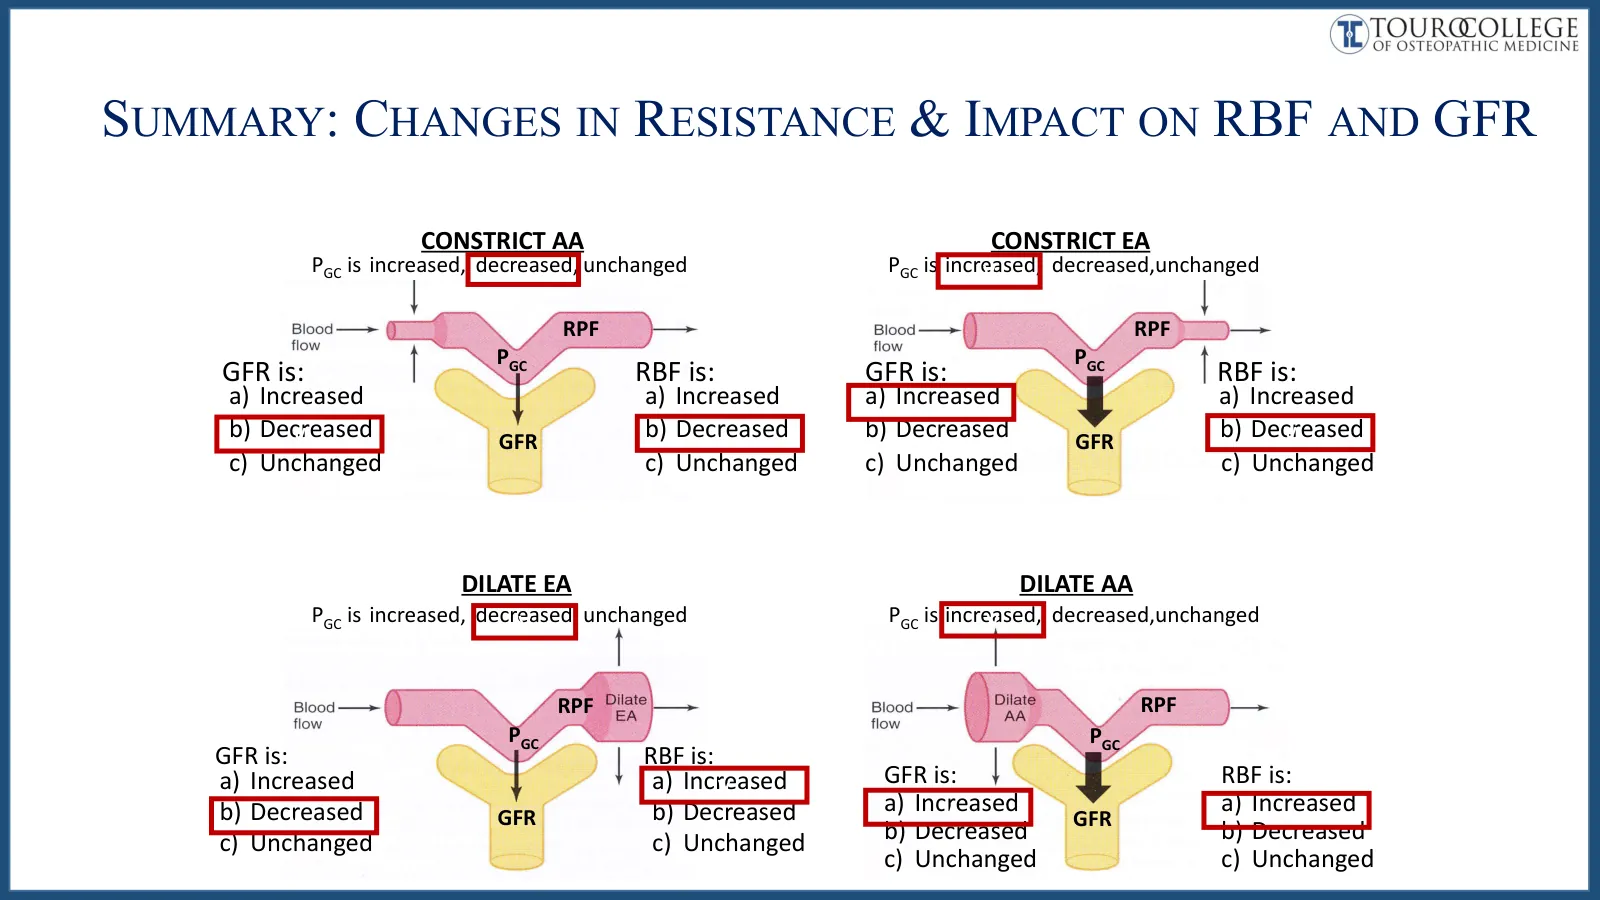 TOURO COLLEGE
OF OSTEOPATHIC MEDICINE
SUMMARY: CHANGES IN RESISTANCE & IMPACT ON RBF AND GFR
CONSTRICT AA
PGC is increased, decreased, unchanged
Blood
flow
RPF
PGC
GFR is:
a) Increased
b) Decreased
c) Unchanged
GFR
RBF is:
a) Increased
b) Decreased
c) Unchanged
CONSTRICT EA
PGC is increased, decreased,unchanged
Blood
flow
RPF
PGC
GFR is:
a) Increased
b) Decreased
c) Unchanged
GFR
RBF is:
a) Increased
b) Decreased
c) Unchanged
DILATE EA
PGC is increased, decreased unchanged
Blood
flow
RPF
Dilate
EA
PGC
GFR is:
a) Increased
b) Decreased
c) Unchanged
GFR
RBF is:
a) Increased
b) Decreased
c) Unchanged
DILATE AA
PGC is increased, decreased,unchanged
Blood
flow
Dilate
AA
RPF
PGC
GFR is:
a) Increased
b) Decreased
c) Unchanged
GFR
RBF is:
a) Increased
b) Decreased
c) Unchanged